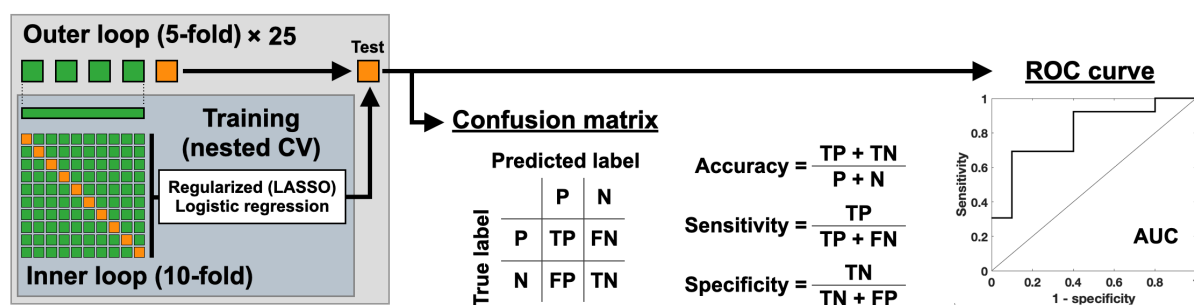 Outer loop (5-fold) × 25
Test
Training
(nested CV)
Regularized (LASSO)
Logistic regression
Inner loop (10-fold)
Confusion matrix
Predicted label
True label
P N
P TP FN
N FP TN
Accuracy = TP + TN
P + N
Sensitivity = TP
TP + FN
Specificity = TN
TN + FP
ROC curve
Sensitivity
1
0.8
0.6
0.4
0.2
0
AUC
0 0.2 0.4 0.6 0.8
1 - specificity